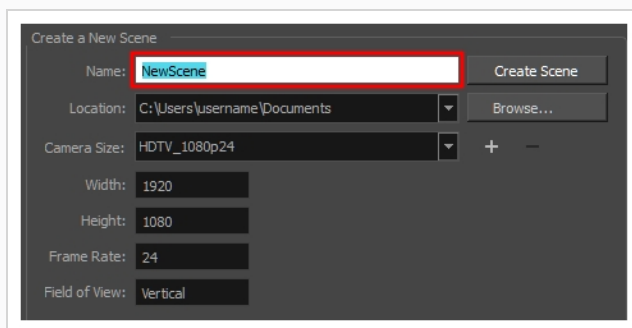 Create a New Scene
Name: NewScene Create Scene
Location: C:\Users\username\Documents Browse...
Camera Size: HDTV_1080p24 + −
Width: 1920
Height: 1080
Frame Rate: 24
Field of View: Vertical